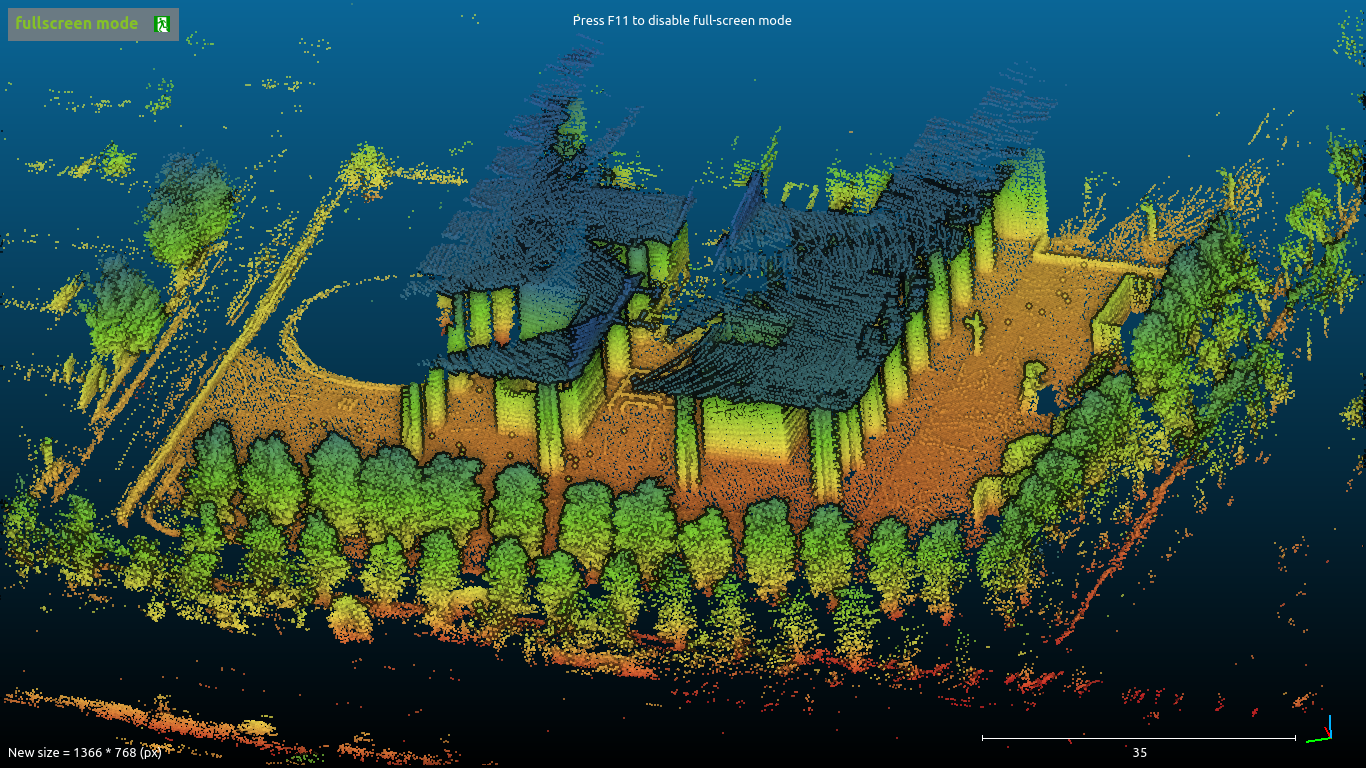 fullscreen mode
Press F11 to disable full-screen mode
New size = 1366 * 768 (px)
35